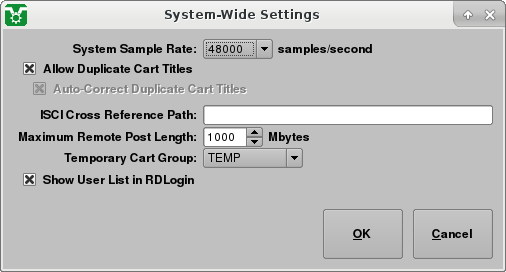 System-Wide Settings
System Sample Rate: 48000 samples/second
Allow Duplicate Cart Titles
Auto-Correct Duplicate Cart Titles
ISCI Cross Reference Path:
Maximum Remote Post Length: 1000 Mbytes
Temporary Cart Group: TEMP
Show User List in RDLogin
OK Cancel